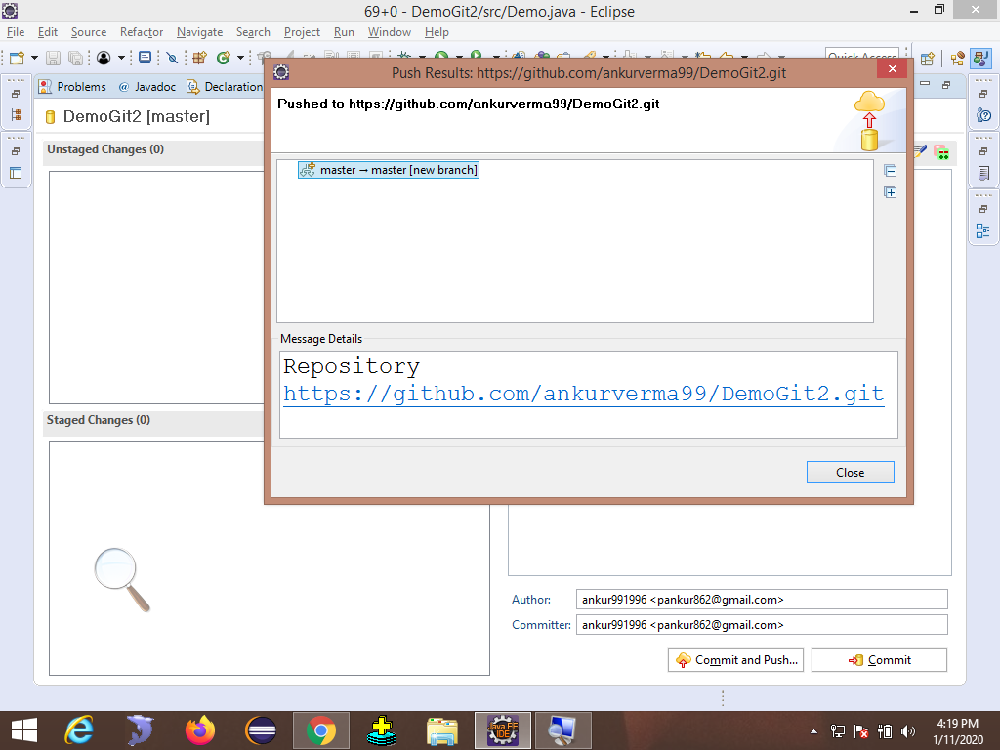 69+0 - DemoGit2/src/Demo.java - Eclipse
File Edit Source Refactor Navigate Search Project Run Window Help
Quick Access
Push Results: https://github.com/ankurverma99/DemoGit2.git
Problems @ Javadoc Declaration
Pushed to https://github.com/ankurverma99/DemoGit2.git
DemoGit2 [master]
Unstaged Changes (0)
master → master [new branch]
Message Details
Repository
https://github.com/ankurverma99/DemoGit2.git
Staged Changes (0)
Close
Author: ankur991996 <pankur862@gmail.com>
Committer: ankur991996 <pankur862@gmail.com>
Commit and Push... Commit
Java EE
IDE
4:19 PM
1/11/2020